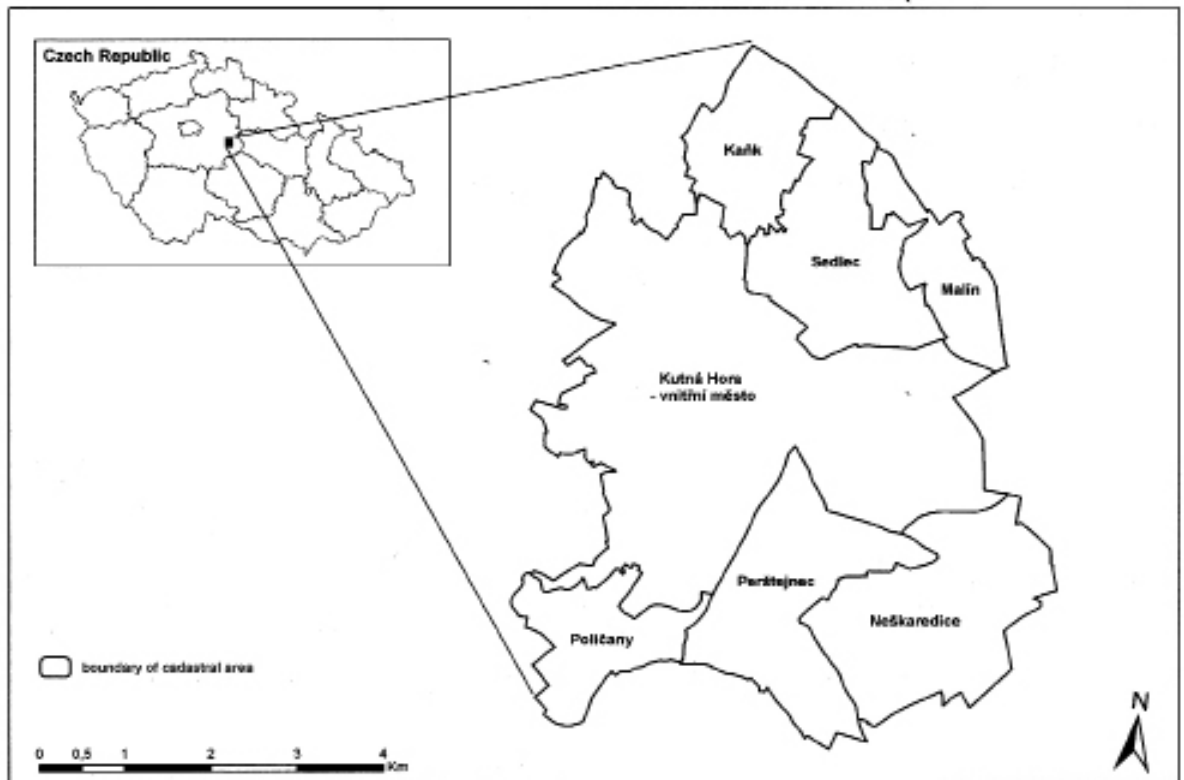 Czech Republic
Kaňk
Sedlec
Malín
Kutná Hora
- vnitřní město
Perštejnec
Neškaredice
Poličany
boundary of cadastral area
0 0,5 1 2 3 4
Km
N